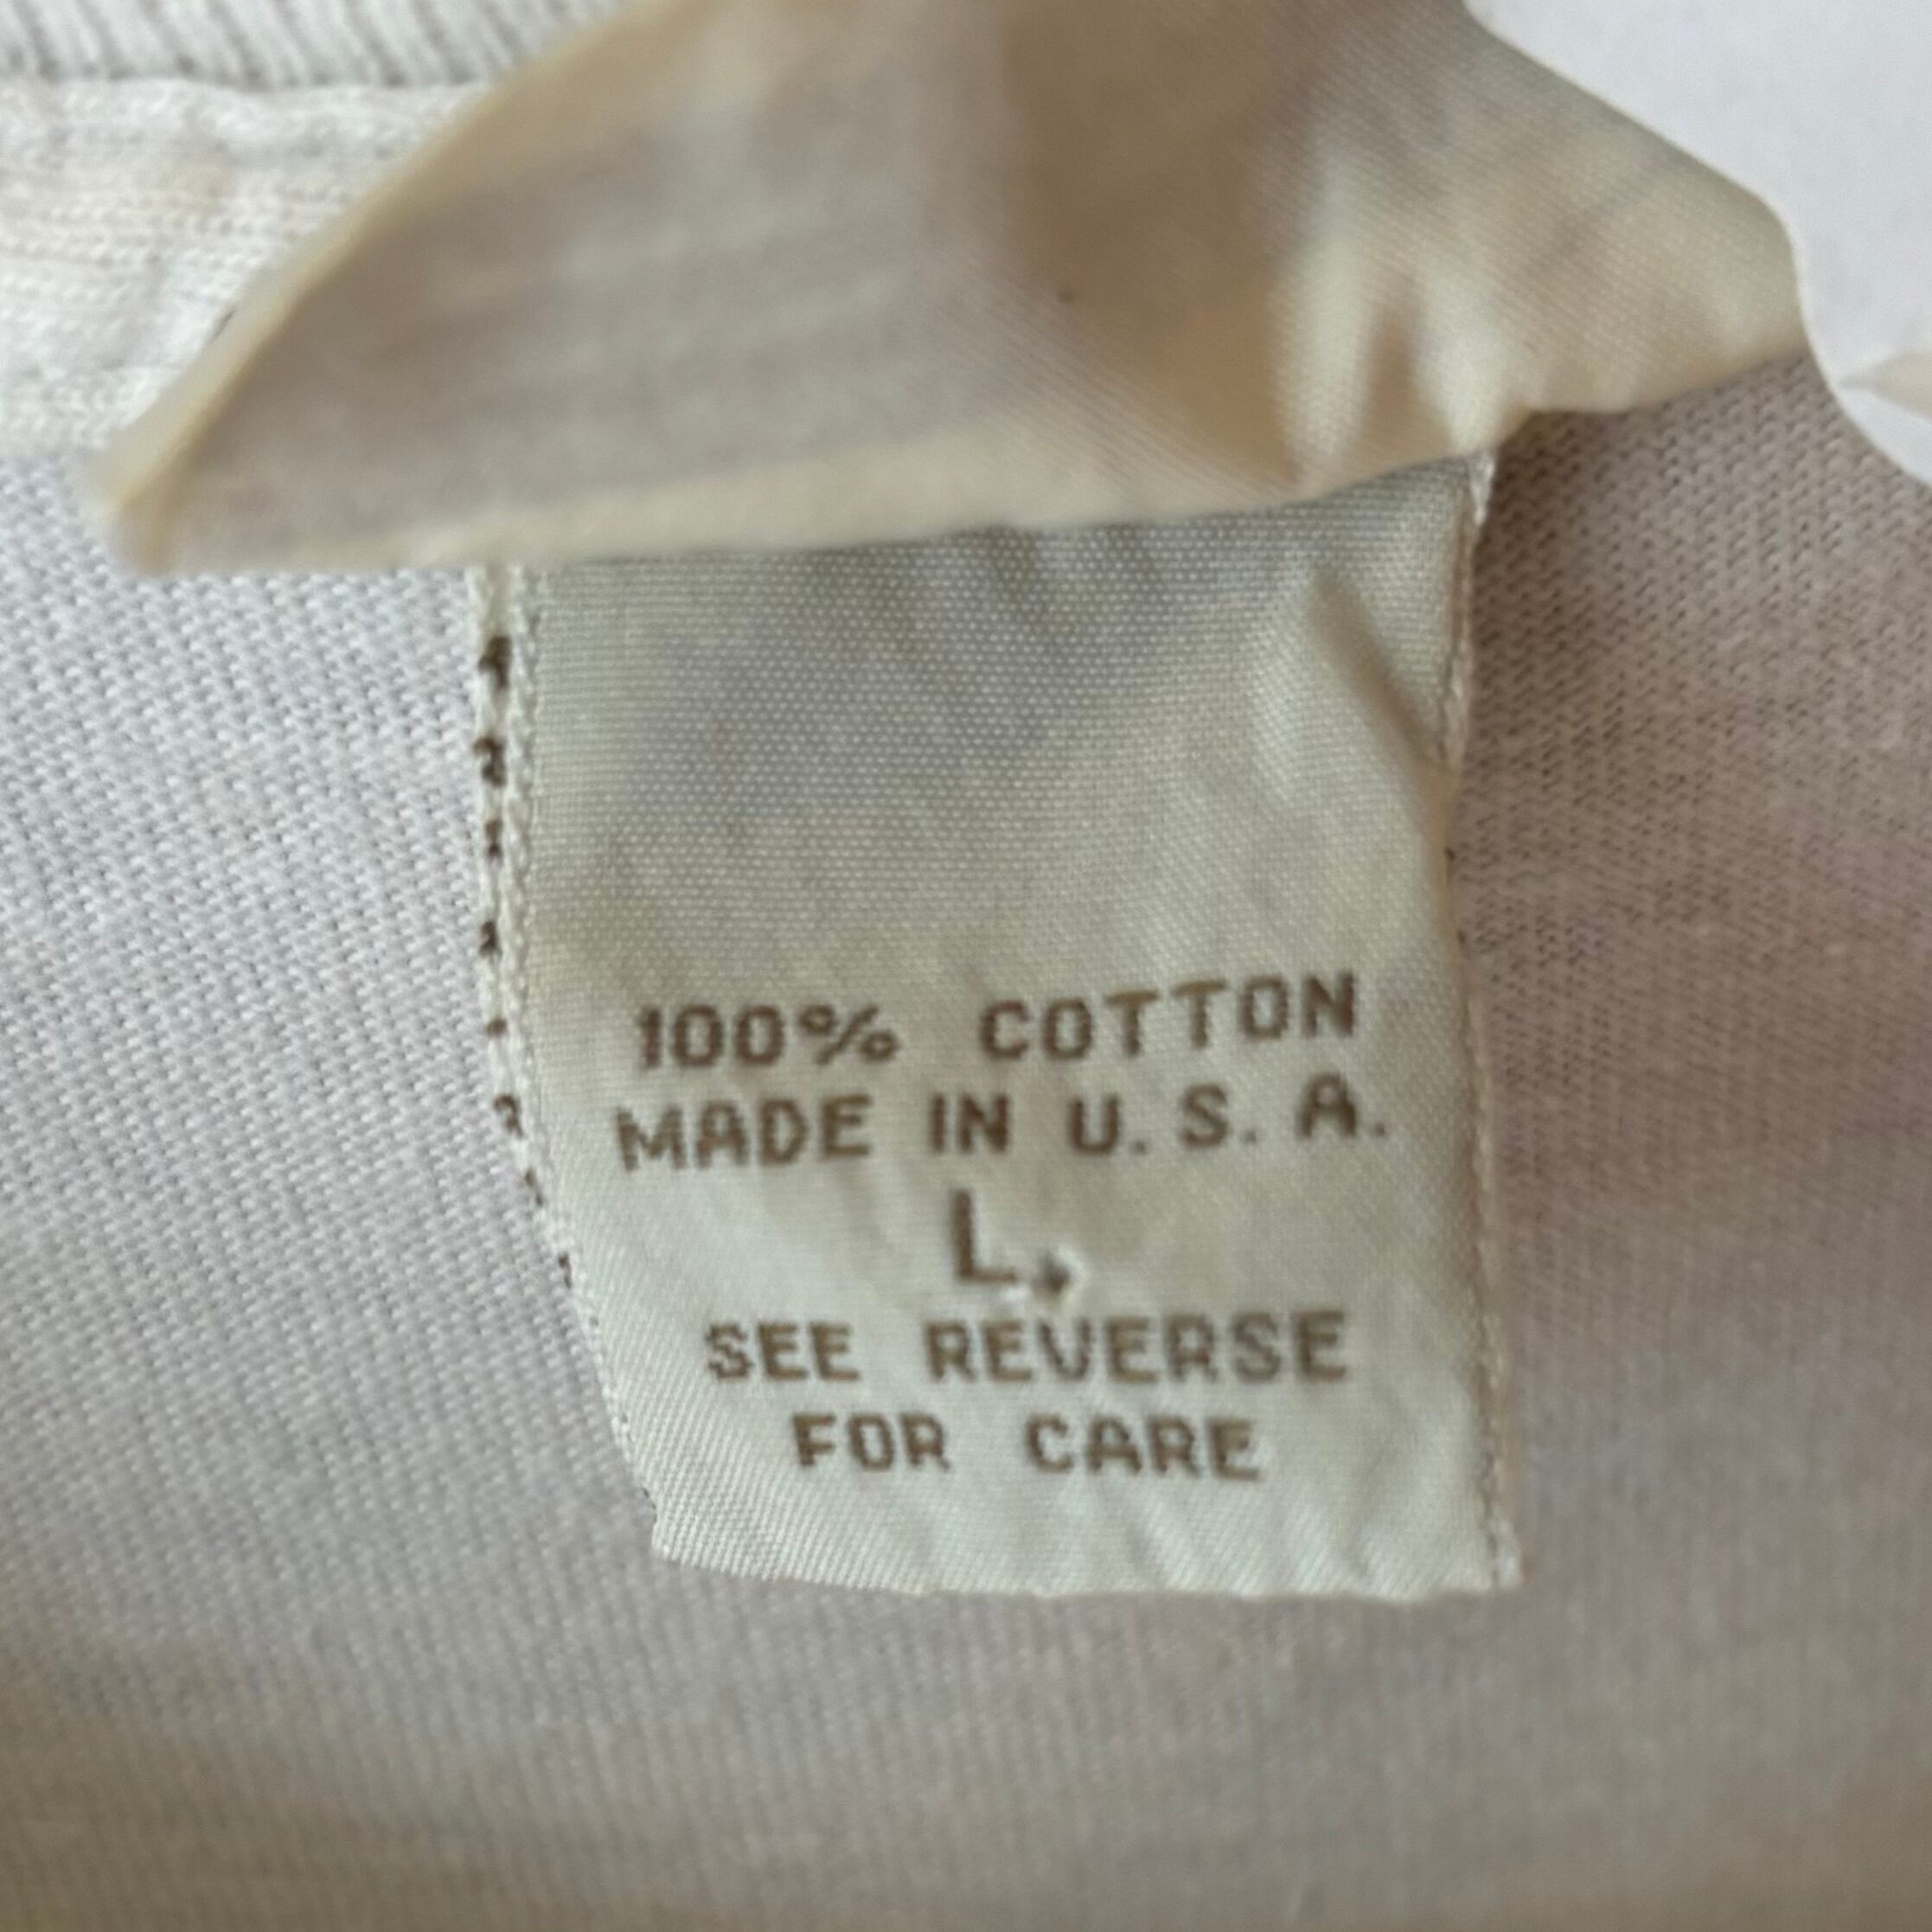 100% COTTON
MADE IN U.S.A.
L.
SEE REVERSE
FOR CARE